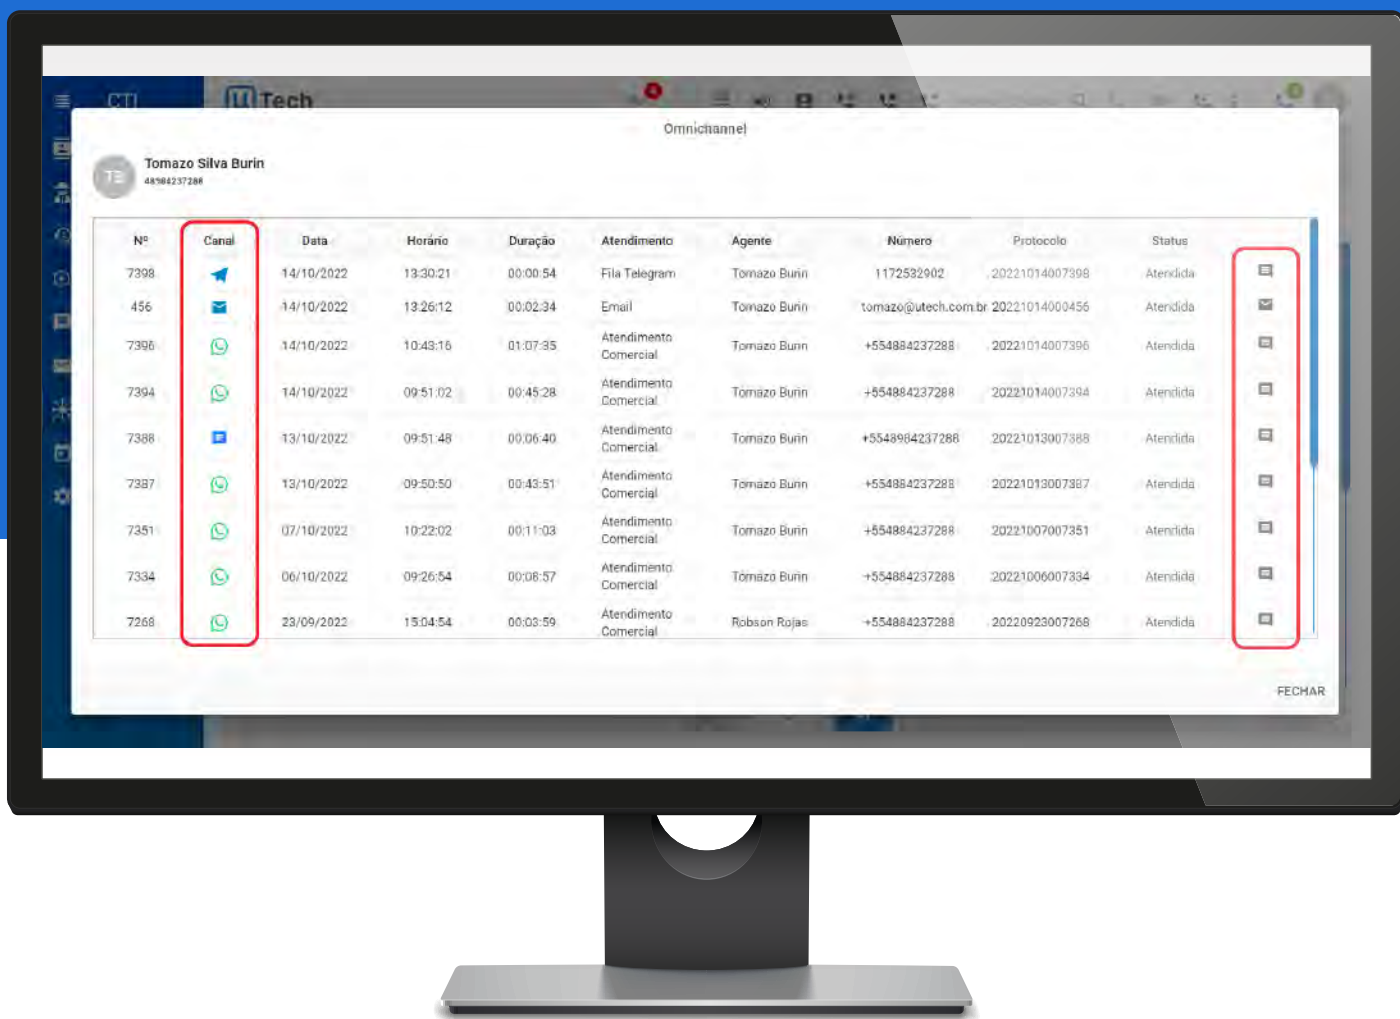 CTI
U Tech
Omnichannel
TB
Tomazo Silva Burin
48984237288
Nº Canal Data Horário Duração Atendimento Agente Número Protocolo Status
7398 14/10/2022 13:30:21 00:00:54 Fila Telegram Tomazo Burin 1172532902 20221014007398 Atendida
456 14/10/2022 13:26:12 00:02:34 Email Tomazo Burin tomazo@utech.com.br 20221014000456 Atendida
7396 14/10/2022 10:43:16 01:07:35 Atendimento Comercial Tomazo Burin +554884237288 20221014007396 Atendida
7394 14/10/2022 09:51:02 00:45:28 Atendimento Comercial Tomazo Burin +554884237288 20221014007394 Atendida
7388 13/10/2022 09:51:48 00:06:40 Atendimento Comercial Tomazo Burin +5548984237288 20221013007388 Atendida
7387 13/10/2022 09:50:50 00:43:51 Atendimento Comercial Tomazo Burin +554884237288 20221013007387 Atendida
7351 07/10/2022 10:22:02 00:11:03 Atendimento Comercial Tomazo Burin +554884237288 20221007007351 Atendida
7334 06/10/2022 09:26:54 00:08:57 Atendimento Comercial Tomazo Burin +554884237288 20221006007334 Atendida
7268 23/09/2022 15:04:54 00:03:59 Atendimento Comercial Robson Rojas +554884237288 20220923007268 Atendida
FECHAR